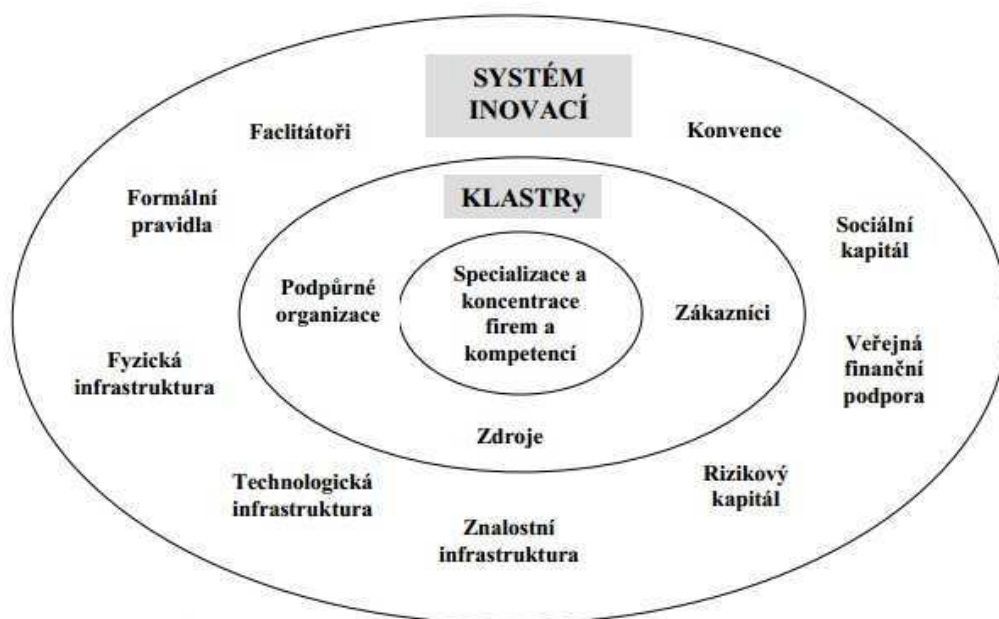 SYSTÉM
INOVACÍ
Faclitátoři
Konvence
KLASTRy
Formální
pravidla
Sociální
kapitál
Podpůrné
organizace
Specializace a
koncentrace
firem a
kompetencí
Zákazníci
Fyzická
infrastruktura
Veřejná
finanční
podpora
Zdroje
Technologická
infrastruktura
Rizikový
kapitál
Znalostní
infrastruktura